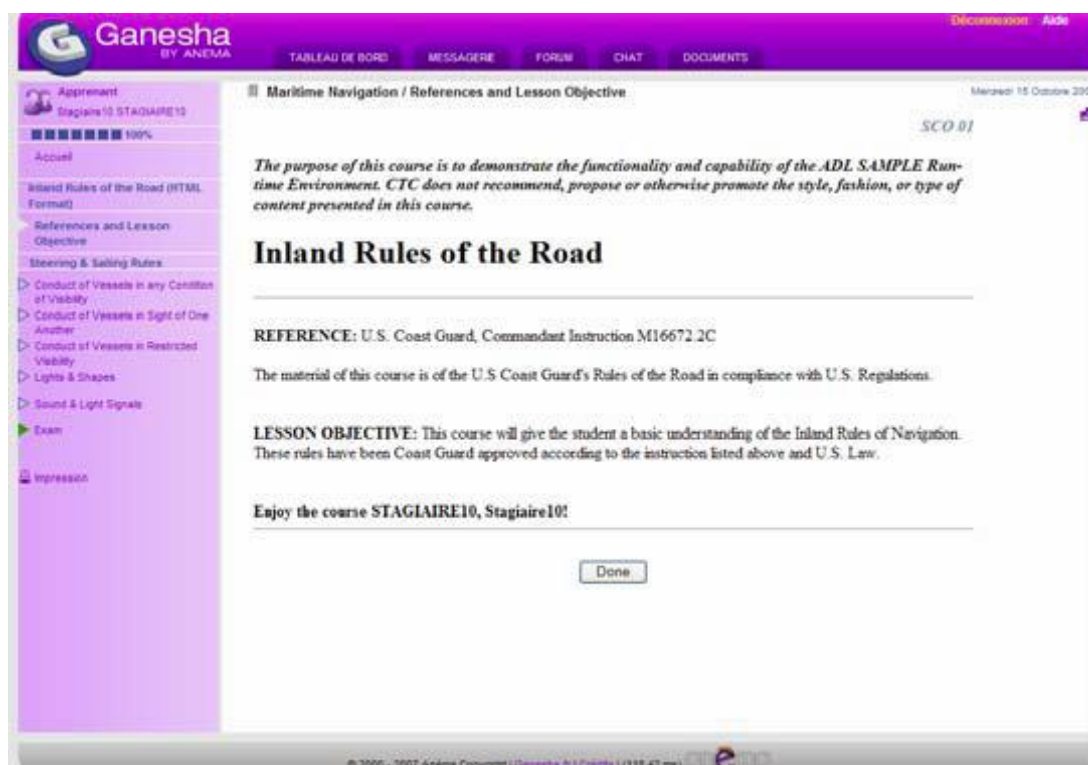 Ganesha
BY ANEMA
Déconnexion Aide
TABLEAU DE BORD MESSAGERIE FORUM CHAT DOCUMENTS
Apprenant
Stagiaire10 STAGIAIRE10
100%
Accueil
Inland Rules of the Road (HTML
Format)
References and Lesson
Objective
Steering & Sailing Rules
Conduct of Vessels in any Condition
of Visibility
Conduct of Vessels in Sight of One
Another
Conduct of Vessels in Restricted
Visibility
Lights & Shapes
Sound & Light Signals
Exam
Impression
Maritime Navigation / References and Lesson Objective
Mercredi 15 Octobre
SCO 01
The purpose of this course is to demonstrate the functionality and capability of the ADL SAMPLE Run-
time Environment. CTC does not recommend, propose or otherwise promote the style, fashion, or type of
content presented in this course.
Inland Rules of the Road
REFERENCE: U.S. Coast Guard, Commandant Instruction M16672.2C
The material of this course is of the U.S Coast Guard's Rules of the Road in compliance with U.S. Regulations.
LESSON OBJECTIVE: This course will give the student a basic understanding of the Inland Rules of Navigation.
These rules have been Coast Guard approved according to the instruction listed above and U.S. Law.
Enjoy the course STAGIAIRE10, Stagiaire10!
Done
© 2000 - 2007 Anéma Copyright